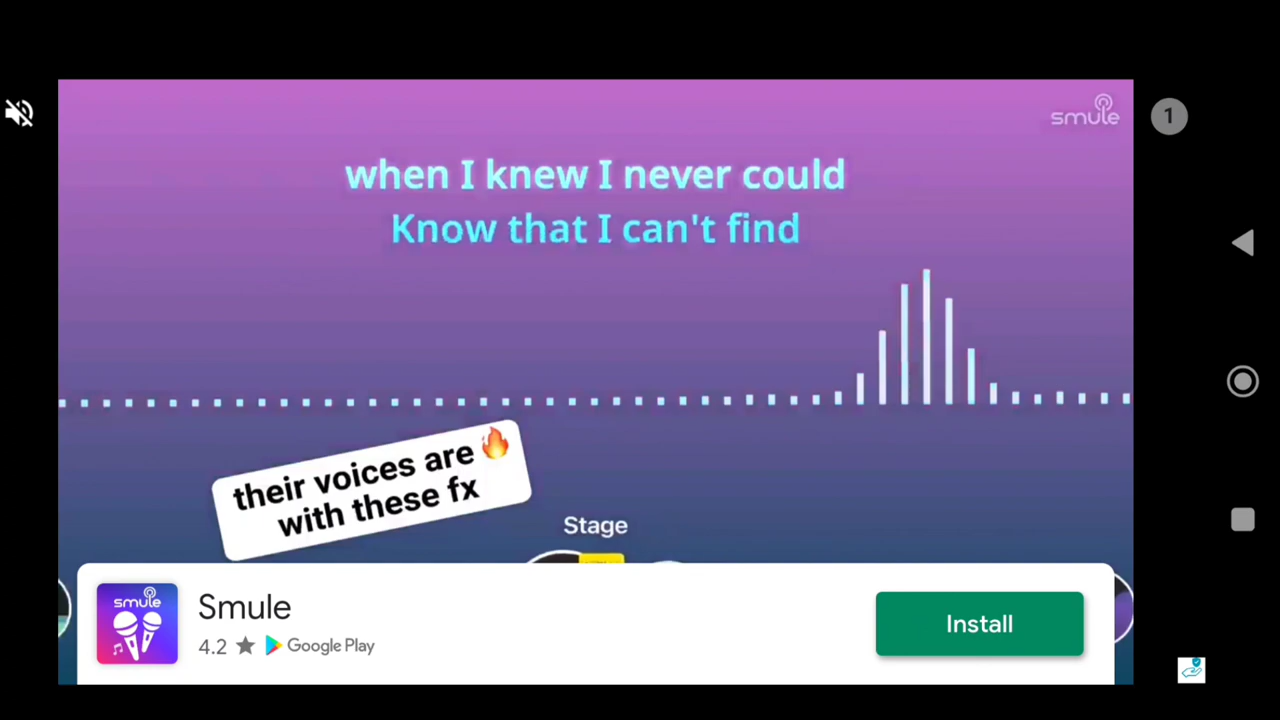 smule
1
when I knew I never could
Know that I can't find
their voices are 🔥
with these fx
Stage
smule
Smule
4.2 ★ Google Play
Install